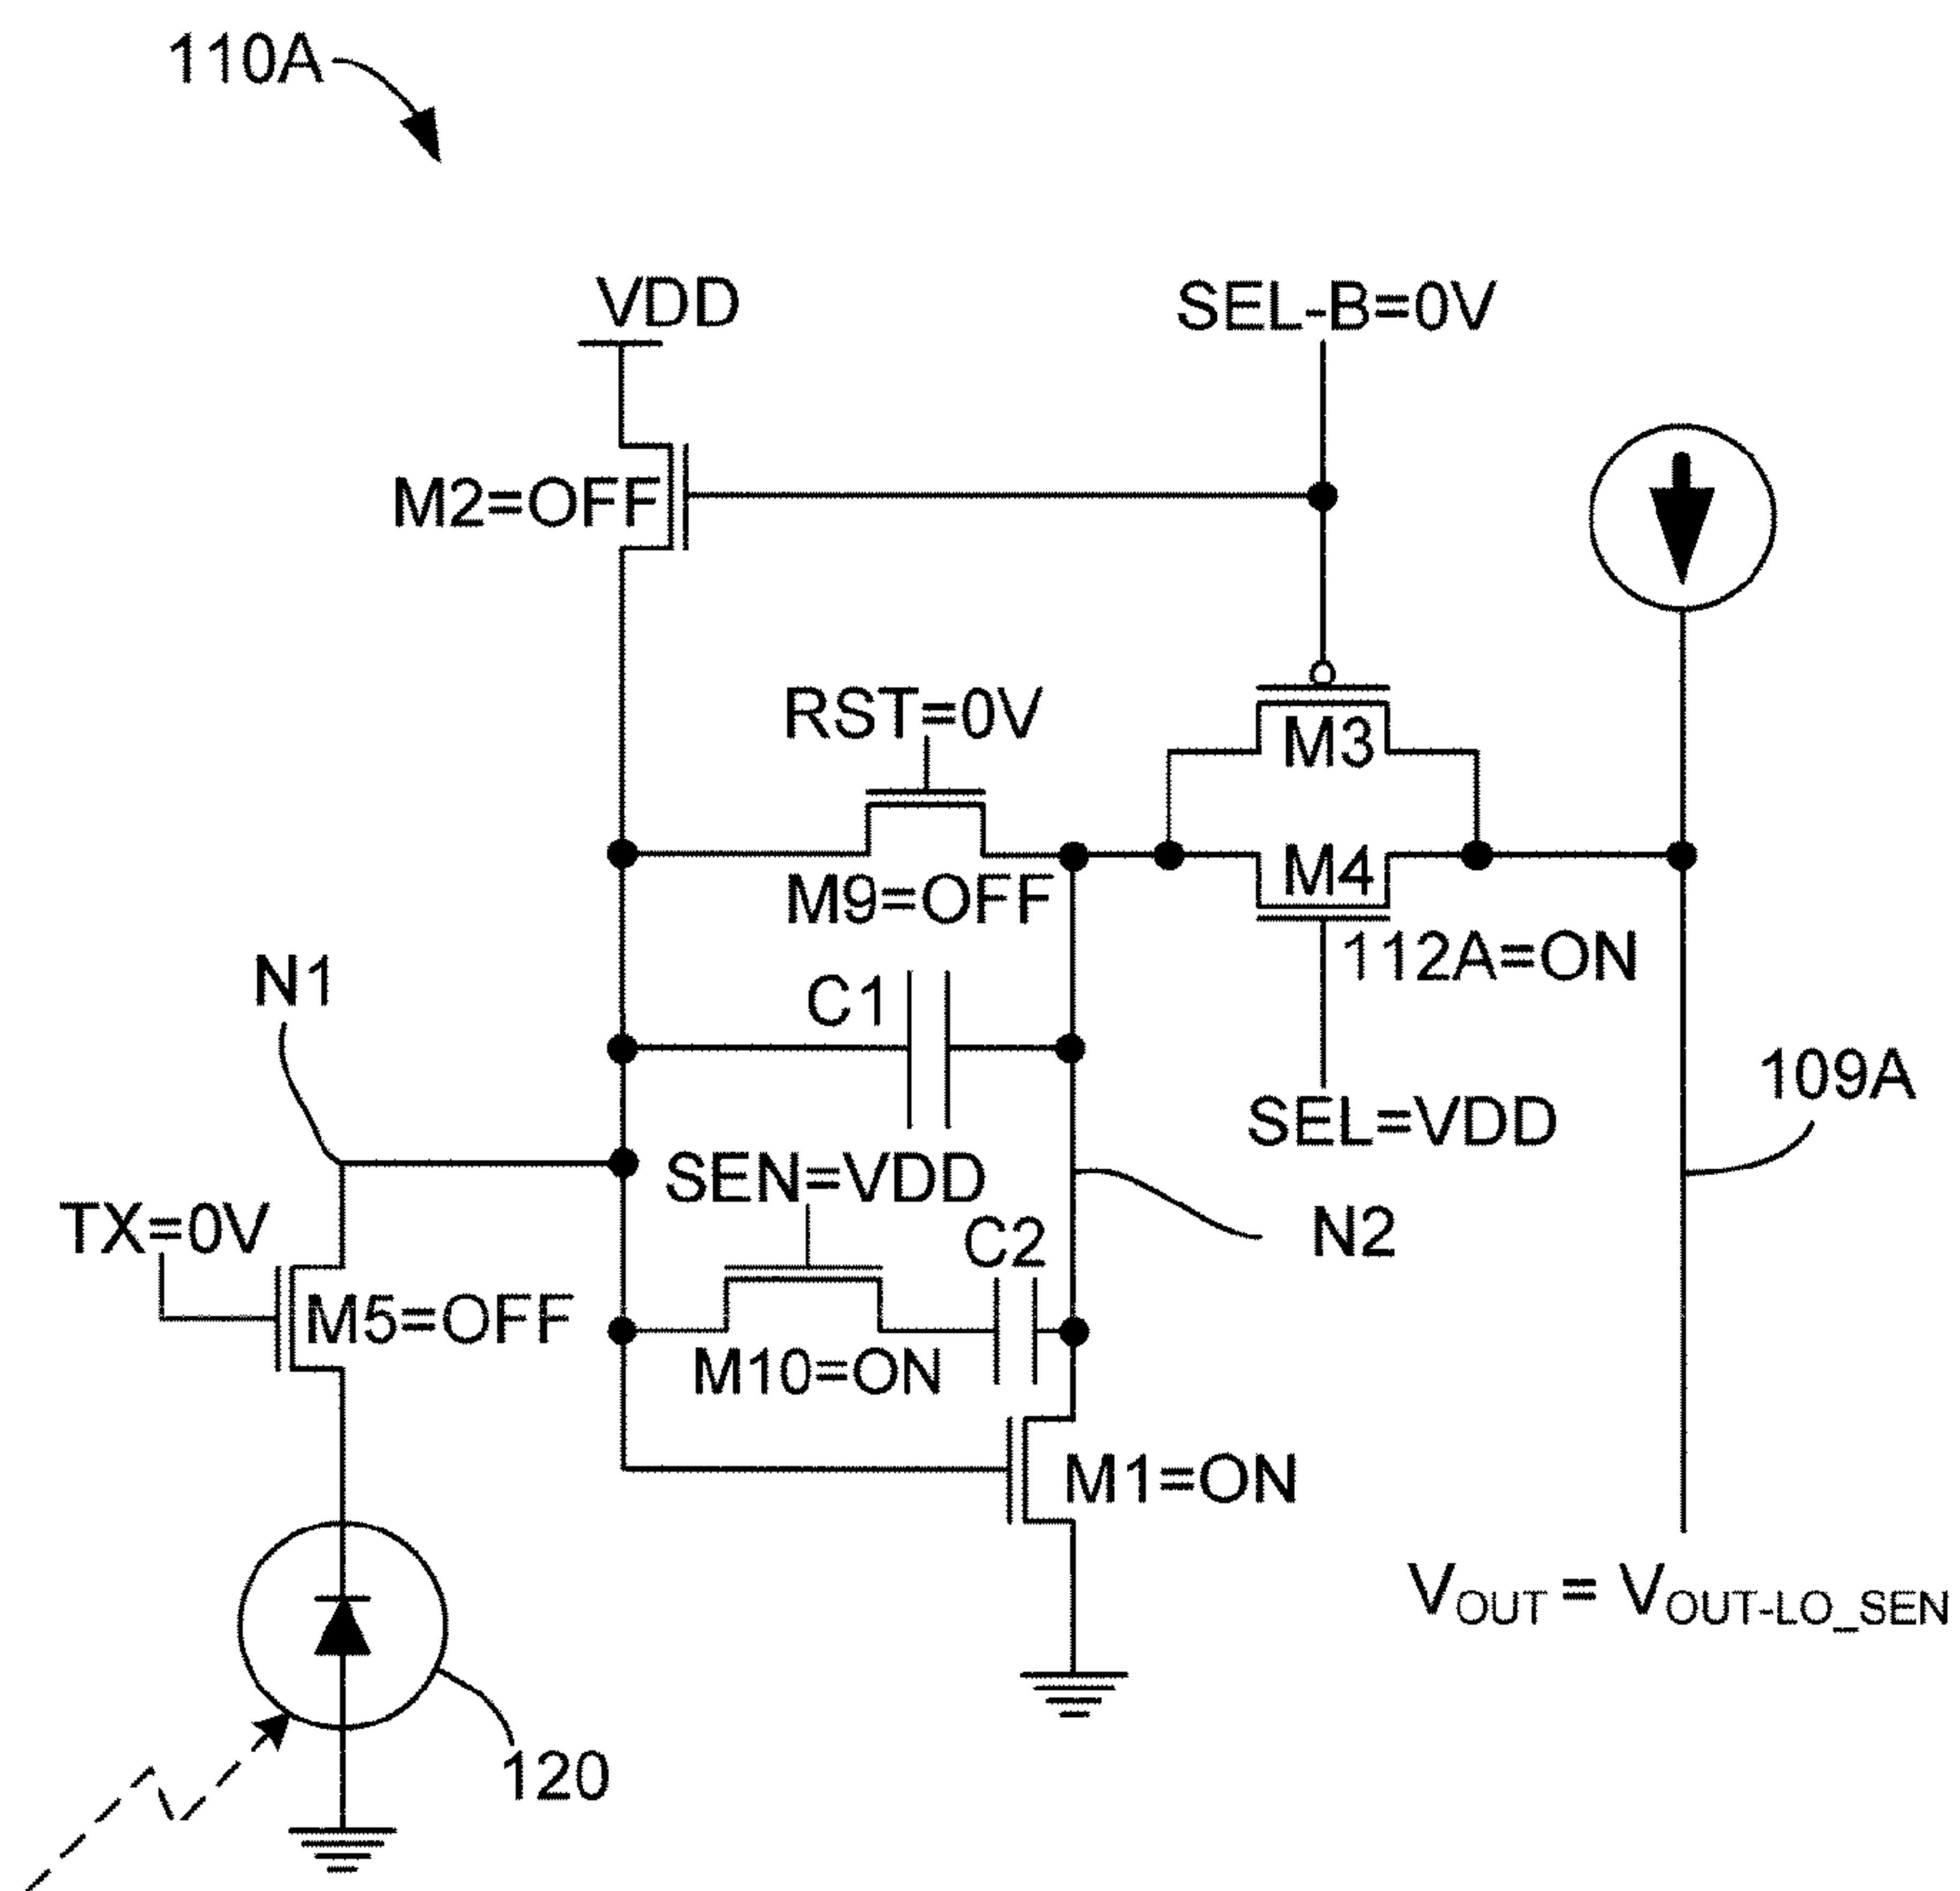 110A
VDD
SEL-B=0V
M2=OFF
RST=0V
M3
M9=OFF
M4
112A=ON
N1
C1
SEL=VDD
109A
SEN=VDD
TX=0V
C2
N2
M5=OFF
M10=ON
M1=ON
VOUT = VOUT-LO_SEN
120